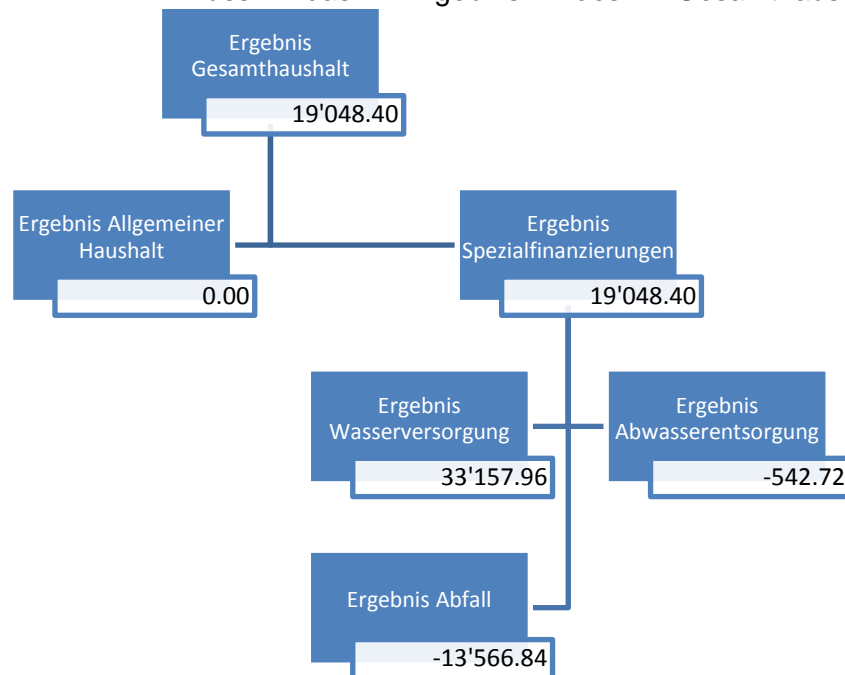 Ergebnis
Gesamthaushalt
19'048.40
Ergebnis Allgemeiner
Haushalt
0.00
Ergebnis
Spezialfinanzierungen
19'048.40
Ergebnis
Wasserversorgung
33'157.96
Ergebnis
Abwasserentsorgung
-542.72
Ergebnis Abfall
-13'566.84